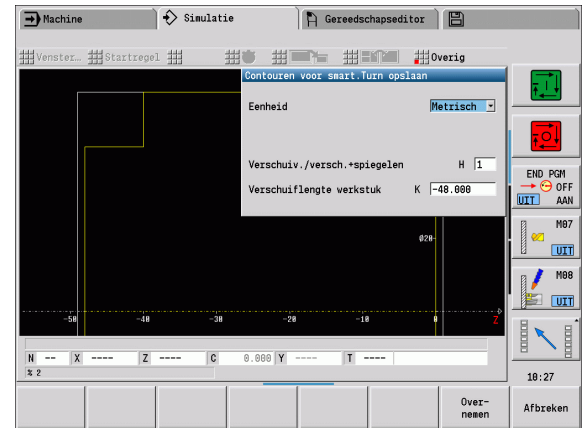 Machine Simulatie Gereedschapseditor
Venster… Startregel Overig
Contouren voor smart.Turn opslaan
Eenheid Metrisch
Verschuiv./versch.+spiegelen H 1
Verschuiflengte werkstuk K -48.000
Ø20
-50 -40 -30 -20 -10 0 Z
N -- X ---- Z ---- C 0.000 Y ---- T ----
% 2
END PGM
OFF
UIT AAN
M07
UIT
M08
UIT
10:27
Over-
nemen
Afbreken